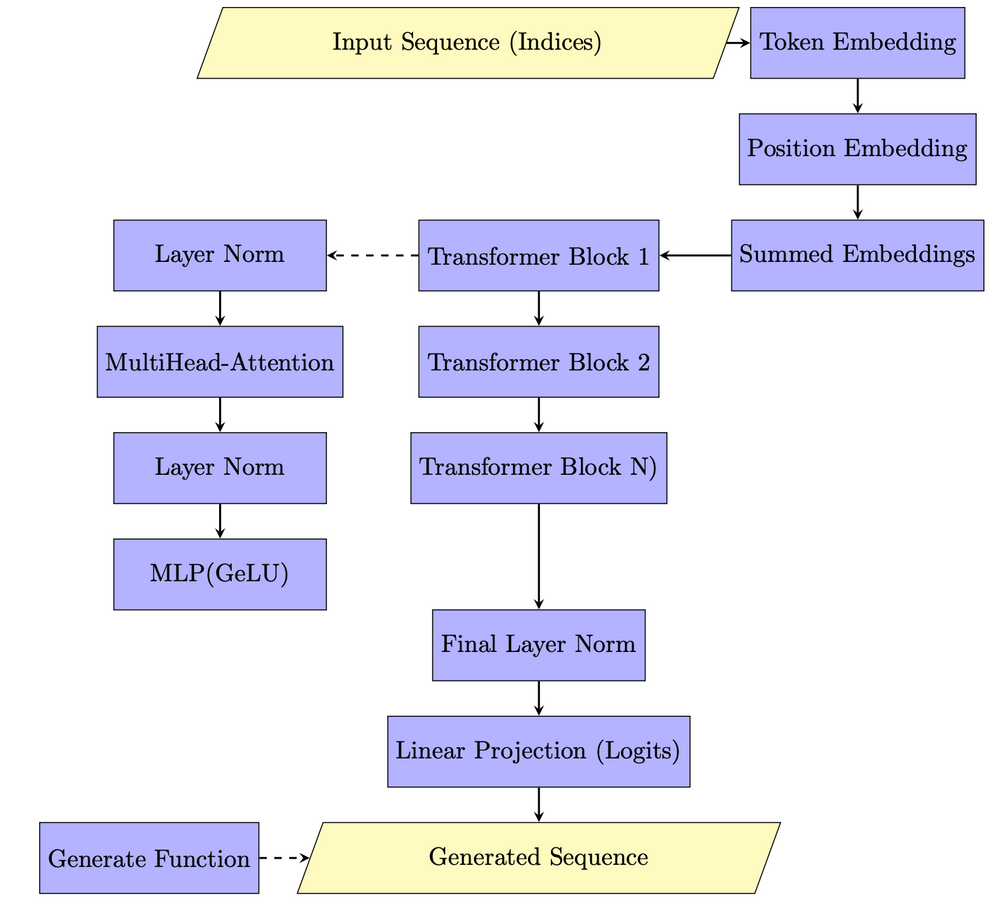 Input Sequence (Indices)
Token Embedding
Position Embedding
Layer Norm
Transformer Block 1
Summed Embeddings
MultiHead-Attention
Transformer Block 2
Layer Norm
Transformer Block N)
MLP(GeLU)
Final Layer Norm
Linear Projection (Logits)
Generate Function
Generated Sequence